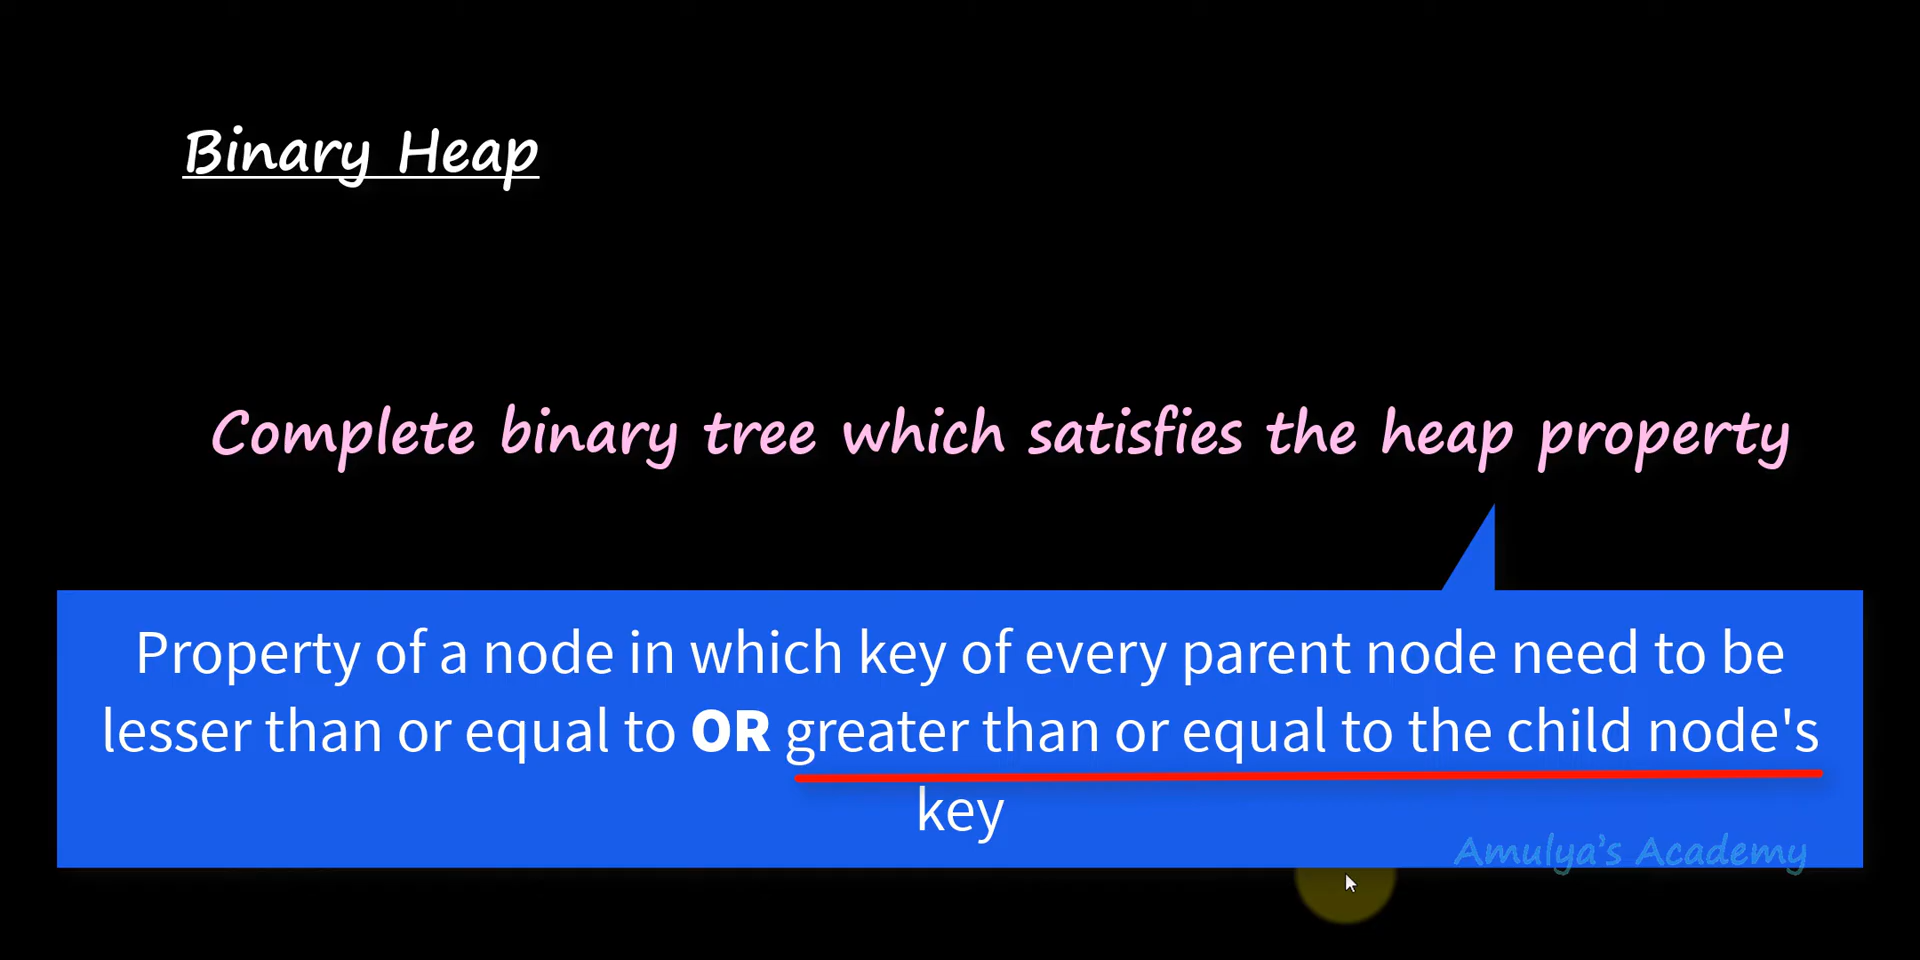 Binary Heap
Complete binary tree which satisfies the heap property
Property of a node in which key of every parent node need to be
lesser than or equal to OR greater than or equal to the child node's
key
Amulya's Academy